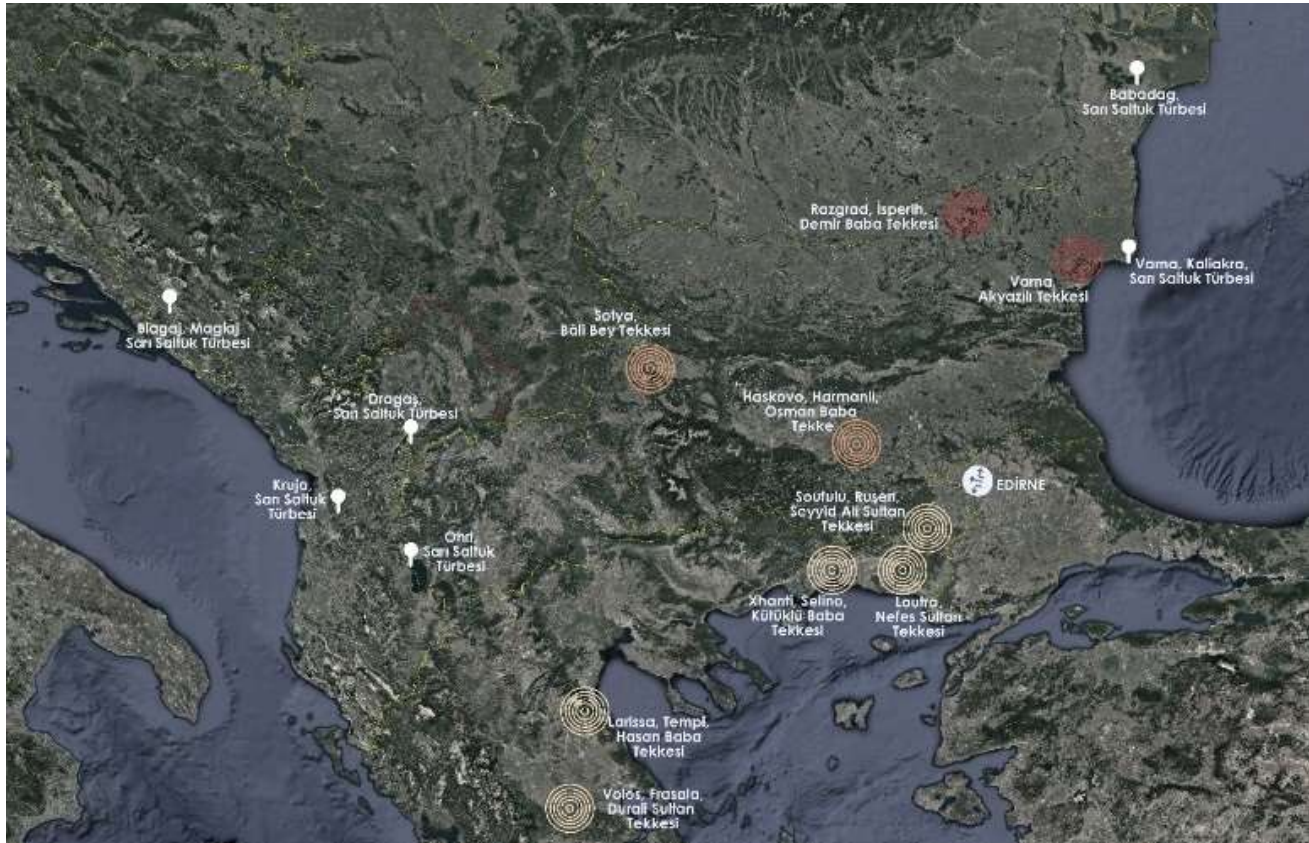 Babadag,
Sarı Saltuk Türbesi
Razgrad, İsperih,
Demir Baba Tekkesi
Varna, Kaliakra,
Sarı Saltuk Türbesi
Varna
Akyazılı Tekkesi
Blagaj, Maglaj
Sarı Saltuk Türbesi
Sofya,
Bâli Bey Tekkesi
Dragaş,
Sarı Saltuk Türbesi
Haskovo, Harmanlı,
Osman Baba
Tekke
Kruja,
Sarı Saltuk
Türbesi
EDİRNE
Soufulu, Ruşen,
Seyyid Ali Sultan
Tekkesi
Ohri,
Sarı Saltuk
Türbesi
Xhanti, Selino,
Kütüklü Baba
Tekkesi
Loutra,
Nefes Sultan
Tekkesi
Larissa, Tempi,
Hasan Baba
Tekkesi
Volos, Frasala,
Durali Sultan
Tekkesi